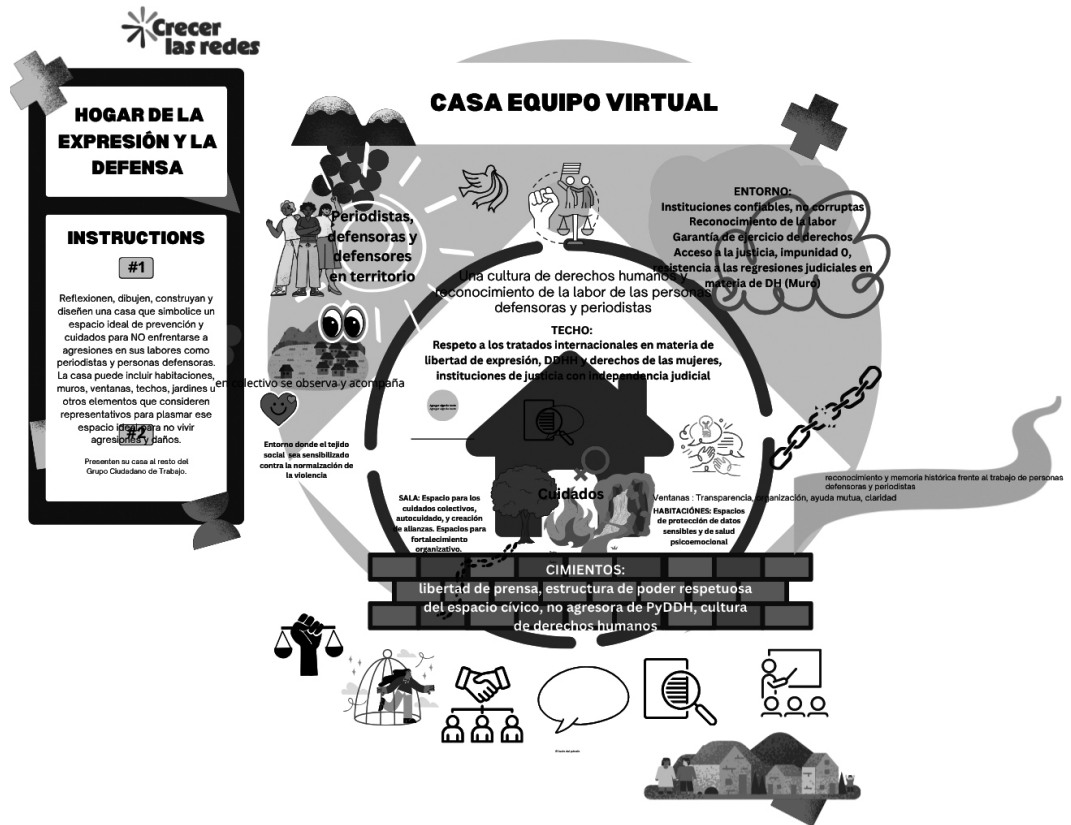 Crecer
las redes
HOGAR DE LA
EXPRESIÓN Y LA
DEFENSA
INSTRUCTIONS
#1
Reflexionen, dibujen, construyan y
diseñen una casa que simbolice un
espacio ideal de prevención y
cuidados para NO enfrentarse a
agresiones en sus labores como
periodistas y personas defensoras.
La casa puede incluir habitaciones,
muros, ventanas, techos, jardines u
otros elementos que consideren
representativos para plasmar ese
espacio ideal para no vivir
agresiones y daños.
#2
Presenten su casa al resto del
Grupo Ciudadano de Trabajo.
CASA EQUIPO VIRTUAL
Periodistas,
defensoras y
defensores
en territorio
en colectivo se observa y acompaña
Entorno donde el tejido
social sea sensibilizado
contra la normalzación de
la violencia
ENTORNO:
Instituciones confiables, no corruptas
Reconocimiento de la labor
Garantía de ejercicio de derechos
Acceso a la justicia, impunidad 0,
resistencia a las regresiones judiciales en
materia de DH (Muro)
Una cultura de derechos humanos y
reconocimiento de la labor de las personas
defensoras y periodistas
TECHO:
Respeto a los tratados internacionales en materia de
libertad de expresión, DDHH y derechos de las mujeres,
instituciones de justicia con independencia judicial
Cuidados
SALA: Espacio para los
cuidados colectivos,
autocuidado, y creación
de alianzas. Espacios para
fortalecimiento
organizativo.
Ventanas : Transparencia, organización, ayuda mutua, claridad
HABITACIÓNES: Espacios
de protección de datos
sensibles y de salud
psicoemocional
reconocimiento y memoria histórica frente al trabajo de personas
defensoras y periodistas
CIMIENTOS:
libertad de prensa, estructura de poder respetuosa
del espacio cívico, no agresora de PyDDH, cultura
de derechos humanos